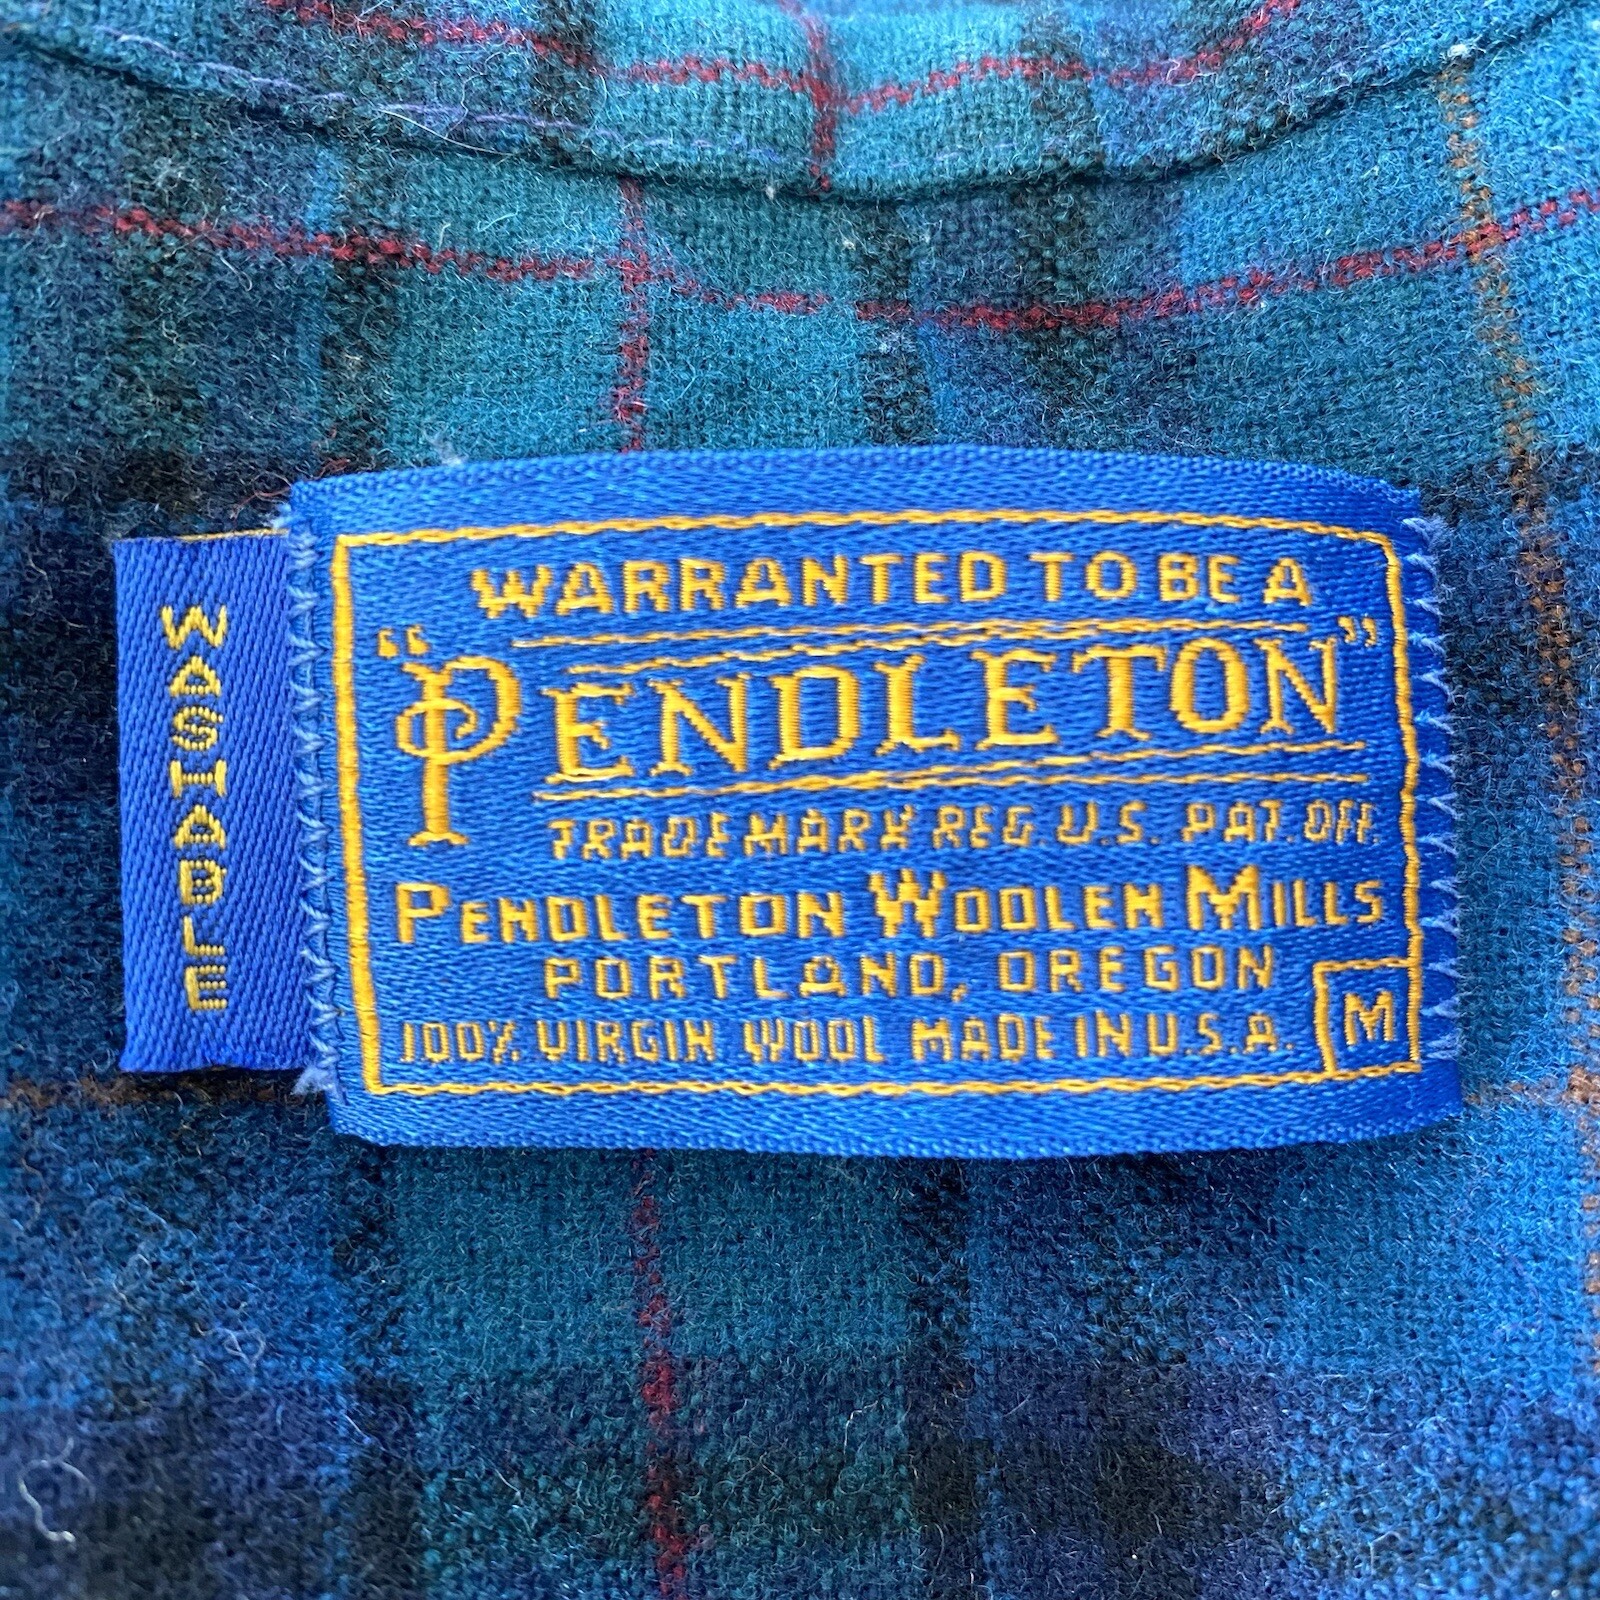 WASHABLE
WARRANTED TO BE A
“PENDLETON”
TRADE MARK REG. U.S. PAT. OFF.
PENDLETON WOOLEN MILLS
PORTLAND, OREGON
100% VIRGIN WOOL MADE IN U.S.A.
M